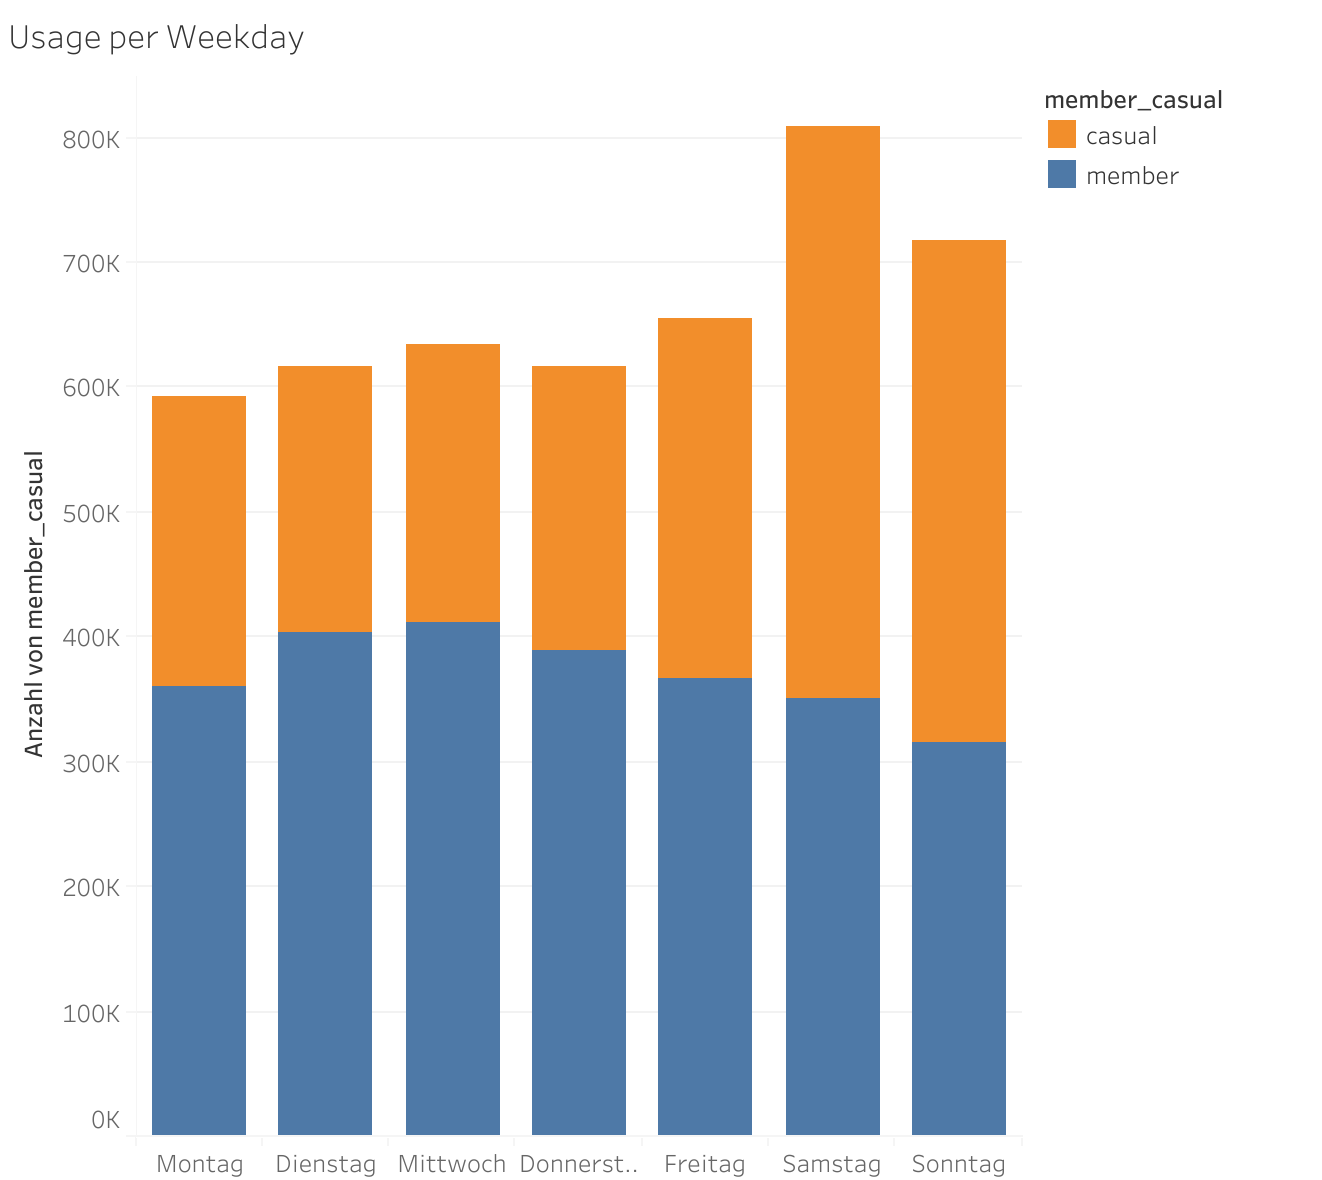 Usage per Weekday
member_casual
casual
member
Anzahl von member_casual
800K
700K
600K
500K
400K
300K
200K
100K
0K
Montag Dienstag Mittwoch Donnerst.. Freitag Samstag Sonntag